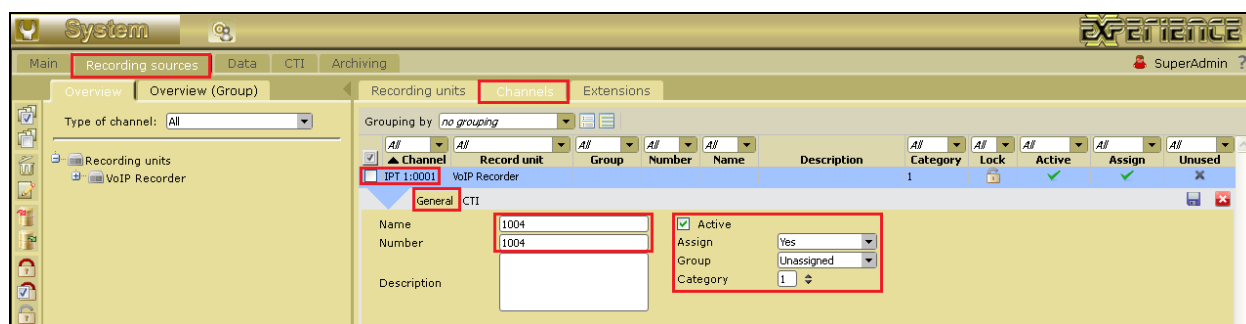 System
EXPERIENCE
Main Recording sources Data CTI Archiving SuperAdmin ?
Overview Overview (Group) Recording units Channels Extensions
Type of channel: All
Grouping by no grouping
All All All All All All All All All All
Channel Record unit Group Number Name Description Category Lock Active Assign Unused
Recording units
VoIP Recorder
IPT 1:0001 VoIP Recorder 1
General CTI
Name 1004 Active
Number 1004 Assign Yes
Group Unassigned
Description Category 1